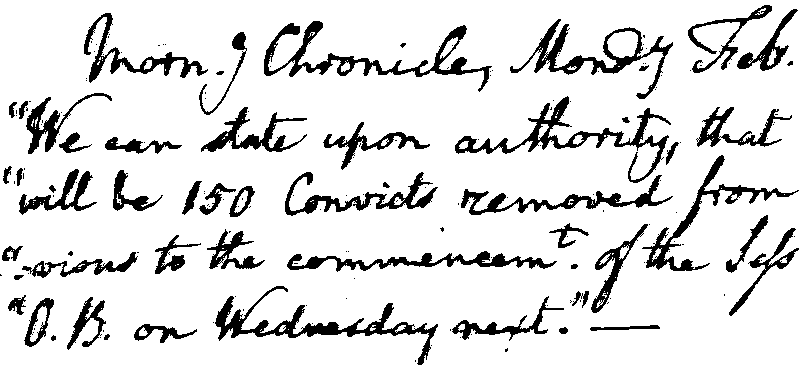 Morn.g Chronicle, Mond.y Feb.
"We can state upon authority, that
"will be 150 Convicts removed from
"-vious to the commencem.t of the Sess
"O. B. on Wednesday next." —